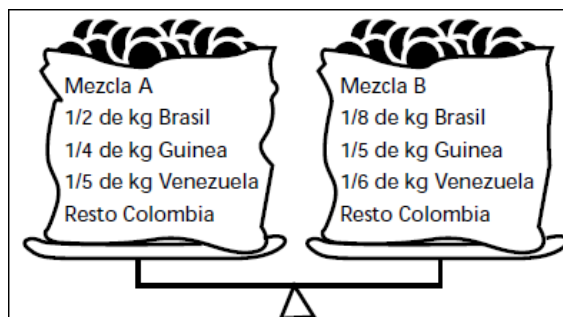 Mezcla A
1/2 de kg Brasil
1/4 de kg Guinea
1/5 de kg Venezuela
Resto Colombia
Mezcla B
1/8 de kg Brasil
1/5 de kg Guinea
1/6 de kg Venezuela
Resto Colombia